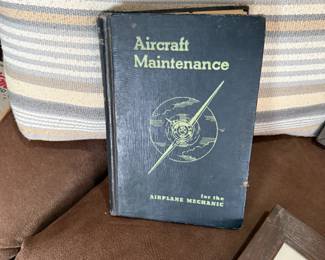 Aircraft
Maintenance
for the
AIRPLANE MECHANIC